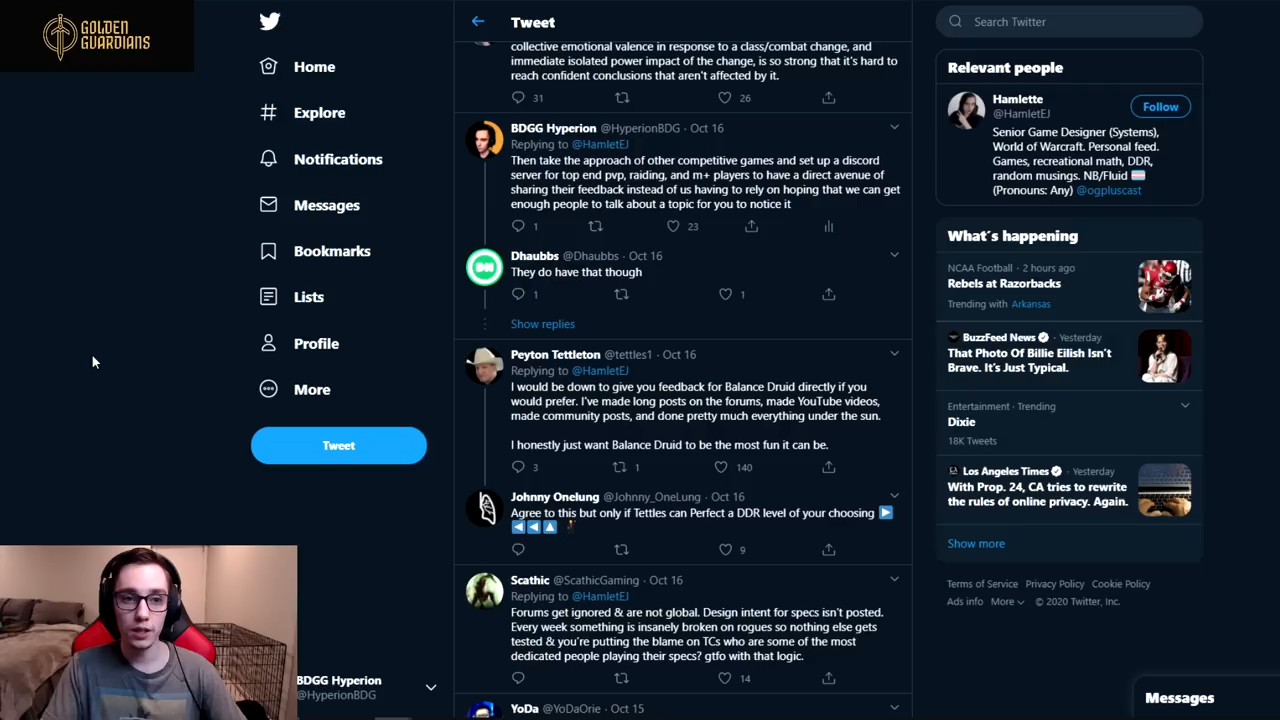 GOLDEN
GUARDIANS
Home
Explore
Notifications
Messages
Bookmarks
Lists
Profile
More
Tweet
BDGG Hyperion
@HyperionBDG
Tweet
collective emotional valence in response to a class/combat change, and
immediate isolated power impact of the change, is so strong that it's hard to
reach confident conclusions that aren't affected by it.
31 26
BDGG Hyperion @HyperionBDG · Oct 16
Replying to @HamletEJ
Then take the approach of other competitive games and set up a discord
server for top end pvp, raiding, and m+ players to have a direct avenue of
sharing their feedback instead of us having to rely on hoping that we can get
enough people to talk about a topic for you to notice it
1 23
Dhaubbs @Dhaubbs · Oct 16
They do have that though
1 1
Show replies
Peyton Tettleton @tettles1 · Oct 16
Replying to @HamletEJ
I would be down to give you feedback for Balance Druid directly if you
would prefer. I've made long posts on the forums, made YouTube videos,
made community posts, and done pretty much everything under the sun.
I honestly just want Balance Druid to be the most fun it can be.
3 1 140
Johnny Onelung @Johnny_OneLung · Oct 16
Agree to this but only if Tettles can Perfect a DDR level of your choosing ▶
◀◀▲
9
Scathic @ScathicGaming · Oct 16
Replying to @HamletEJ
Forums get ignored & are not global. Design intent for specs isn't posted.
Every week something is insanely broken on rogues so nothing else gets
tested & you're putting the blame on TCs who are some of the most
dedicated people playing their specs? gtfo with that logic.
14
YoDa @YoDaOrie · Oct 15
Search Twitter
Relevant people
Hamlette
@HamletEJ
Follow
Senior Game Designer (Systems),
World of Warcraft. Personal feed.
Games, recreational math, DDR,
random musings. NB/Fluid
(Pronouns: Any) @ogpluscast
What's happening
NCAA Football · 2 hours ago
Rebels at Razorbacks
Trending with Arkansas
BuzzFeed News · Yesterday
That Photo Of Billie Eilish Isn't
Brave. It's Just Typical.
Entertainment · Trending
Dixie
18K Tweets
Los Angeles Times · Yesterday
With Prop. 24, CA tries to rewrite
the rules of online privacy. Again.
Show more
Terms of Service Privacy Policy Cookie Policy
Ads info More © 2020 Twitter, Inc.
Messages